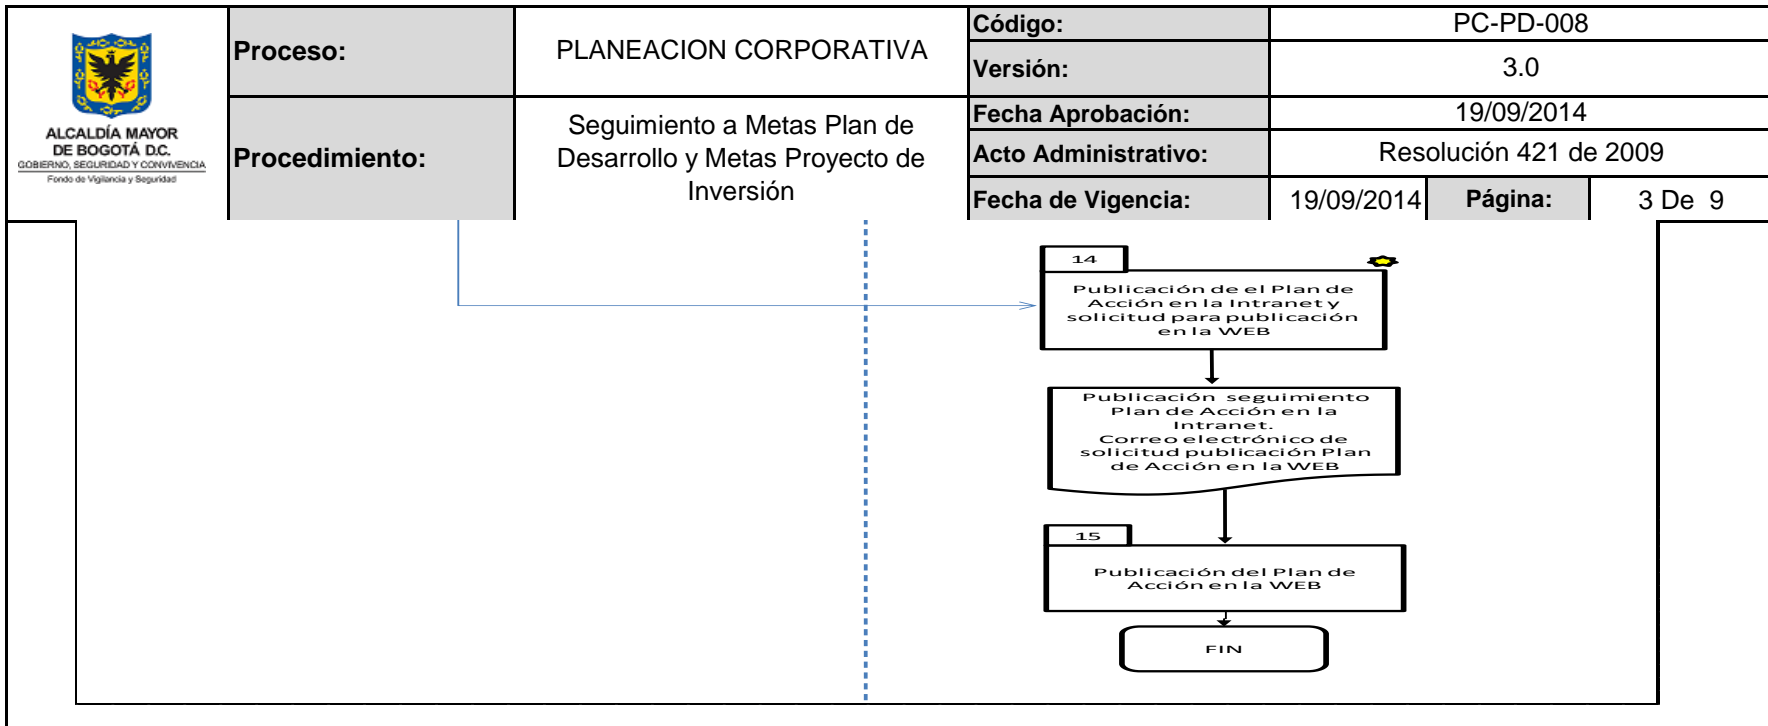 ALCALDÍA MAYOR
DE BOGOTÁ D.C.
GOBIERNO, SEGURIDAD Y CONVIVENCIA
Fondo de Vigilancia y Seguridad
Proceso:
PLANEACION CORPORATIVA
Código:
PC-PD-008
Versión:
3.0
Procedimiento:
Seguimiento a Metas Plan de
Desarrollo y Metas Proyecto de
Inversión
Fecha Aprobación:
19/09/2014
Acto Administrativo:
Resolución 421 de 2009
Fecha de Vigencia:
19/09/2014
Página:
3 De 9
14
Publicación de el Plan de
Acción en la Intranet y
solicitud para publicación
en la WEB
Publicación seguimiento
Plan de Acción en la
Intranet.
Correo electrónico de
solicitud publicación Plan
de Acción en la WEB
15
Publicación del Plan de
Acción en la WEB
FIN